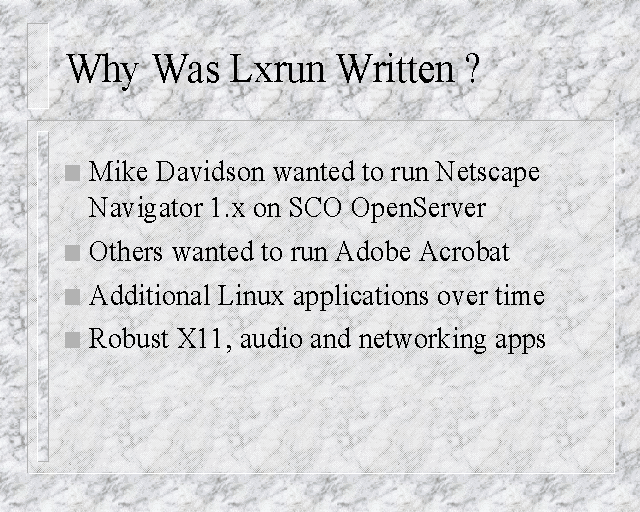 Why Was Lxrun Written ?
Mike Davidson wanted to run Netscape
Navigator 1.x on SCO OpenServer
Others wanted to run Adobe Acrobat
Additional Linux applications over time
Robust X11, audio and networking apps